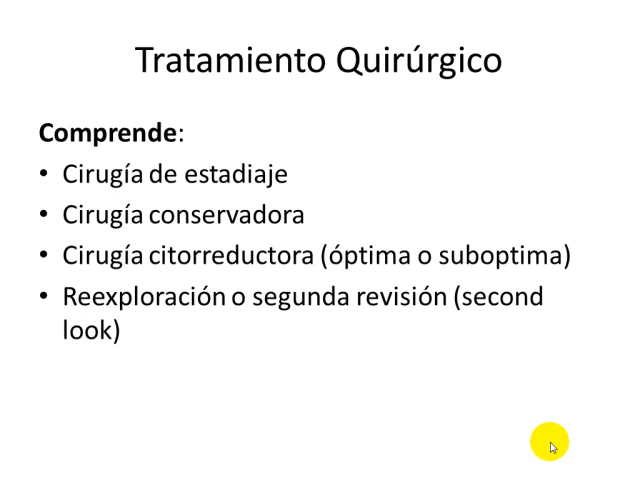 Tratamiento Quirúrgico
Comprende:
• Cirugía de estadiaje
• Cirugía conservadora
• Cirugía citorreductora (óptima o suboptima)
• Reexploración o segunda revisión (second
look)